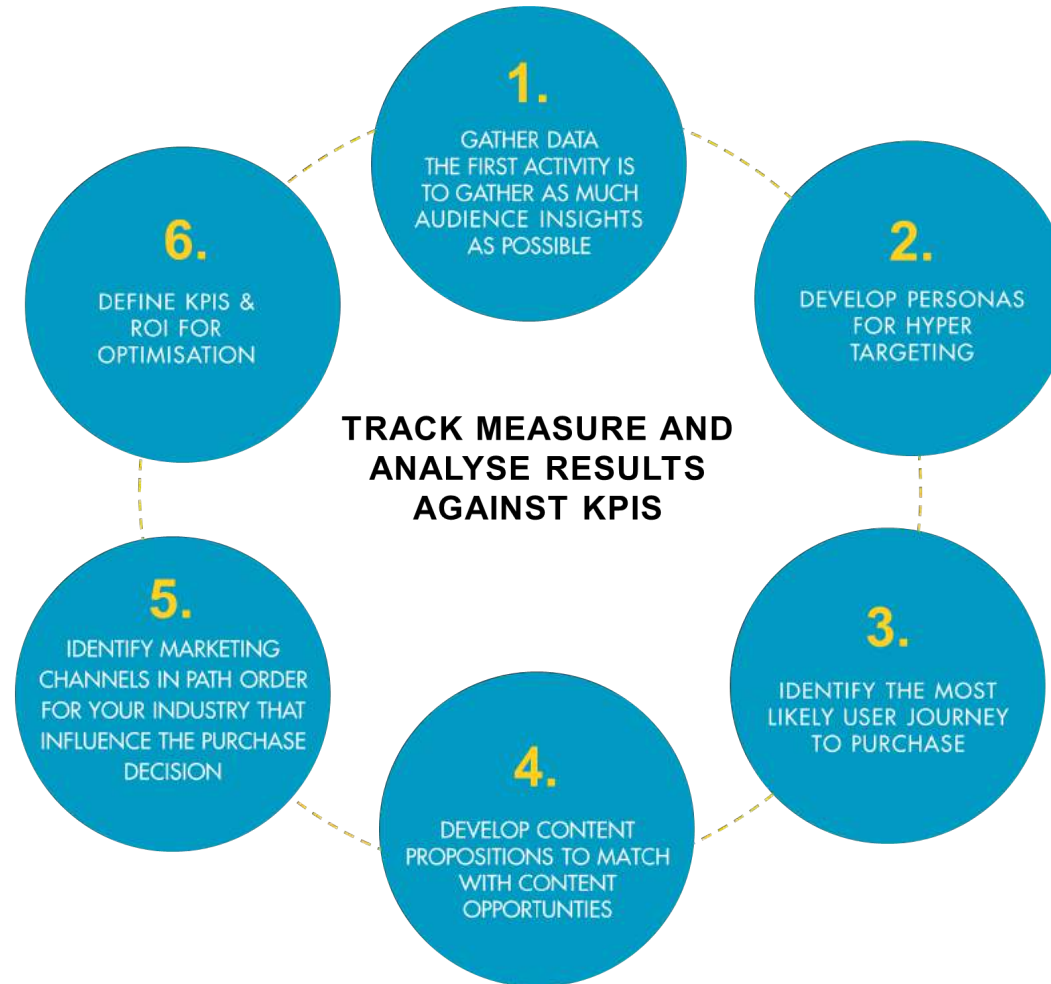 1.
GATHER DATA
THE FIRST ACTIVITY IS
TO GATHER AS MUCH
AUDIENCE INSIGHTS
AS POSSIBLE
2.
DEVELOP PERSONAS
FOR HYPER
TARGETING
3.
IDENTIFY THE MOST
LIKELY USER JOURNEY
TO PURCHASE
4.
DEVELOP CONTENT
PROPOSITIONS TO MATCH
WITH CONTENT
OPPORTUNTIES
5.
IDENTIFY MARKETING
CHANNELS IN PATH ORDER
FOR YOUR INDUSTRY THAT
INFLUENCE THE PURCHASE
DECISION
6.
DEFINE KPIS &
ROI FOR
OPTIMISATION
TRACK MEASURE AND
ANALYSE RESULTS
AGAINST KPIS